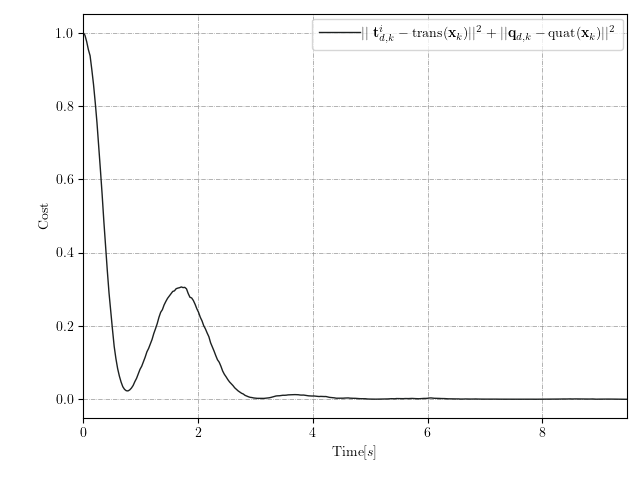 || t^i_{d,k} − trans(x_k)||^2 + ||q_{d,k} − quat(x_k)||^2
1.0
0.8
0.6
0.4
0.2
0.0
Cost
0 2 4 6 8
Time[s]